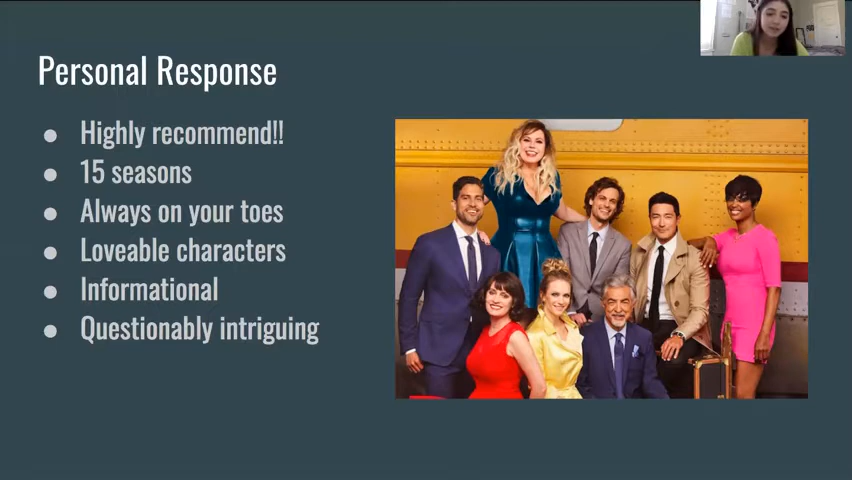 Personal Response
● Highly recommend!!
● 15 seasons
● Always on your toes
● Loveable characters
● Informational
● Questionably intriguing